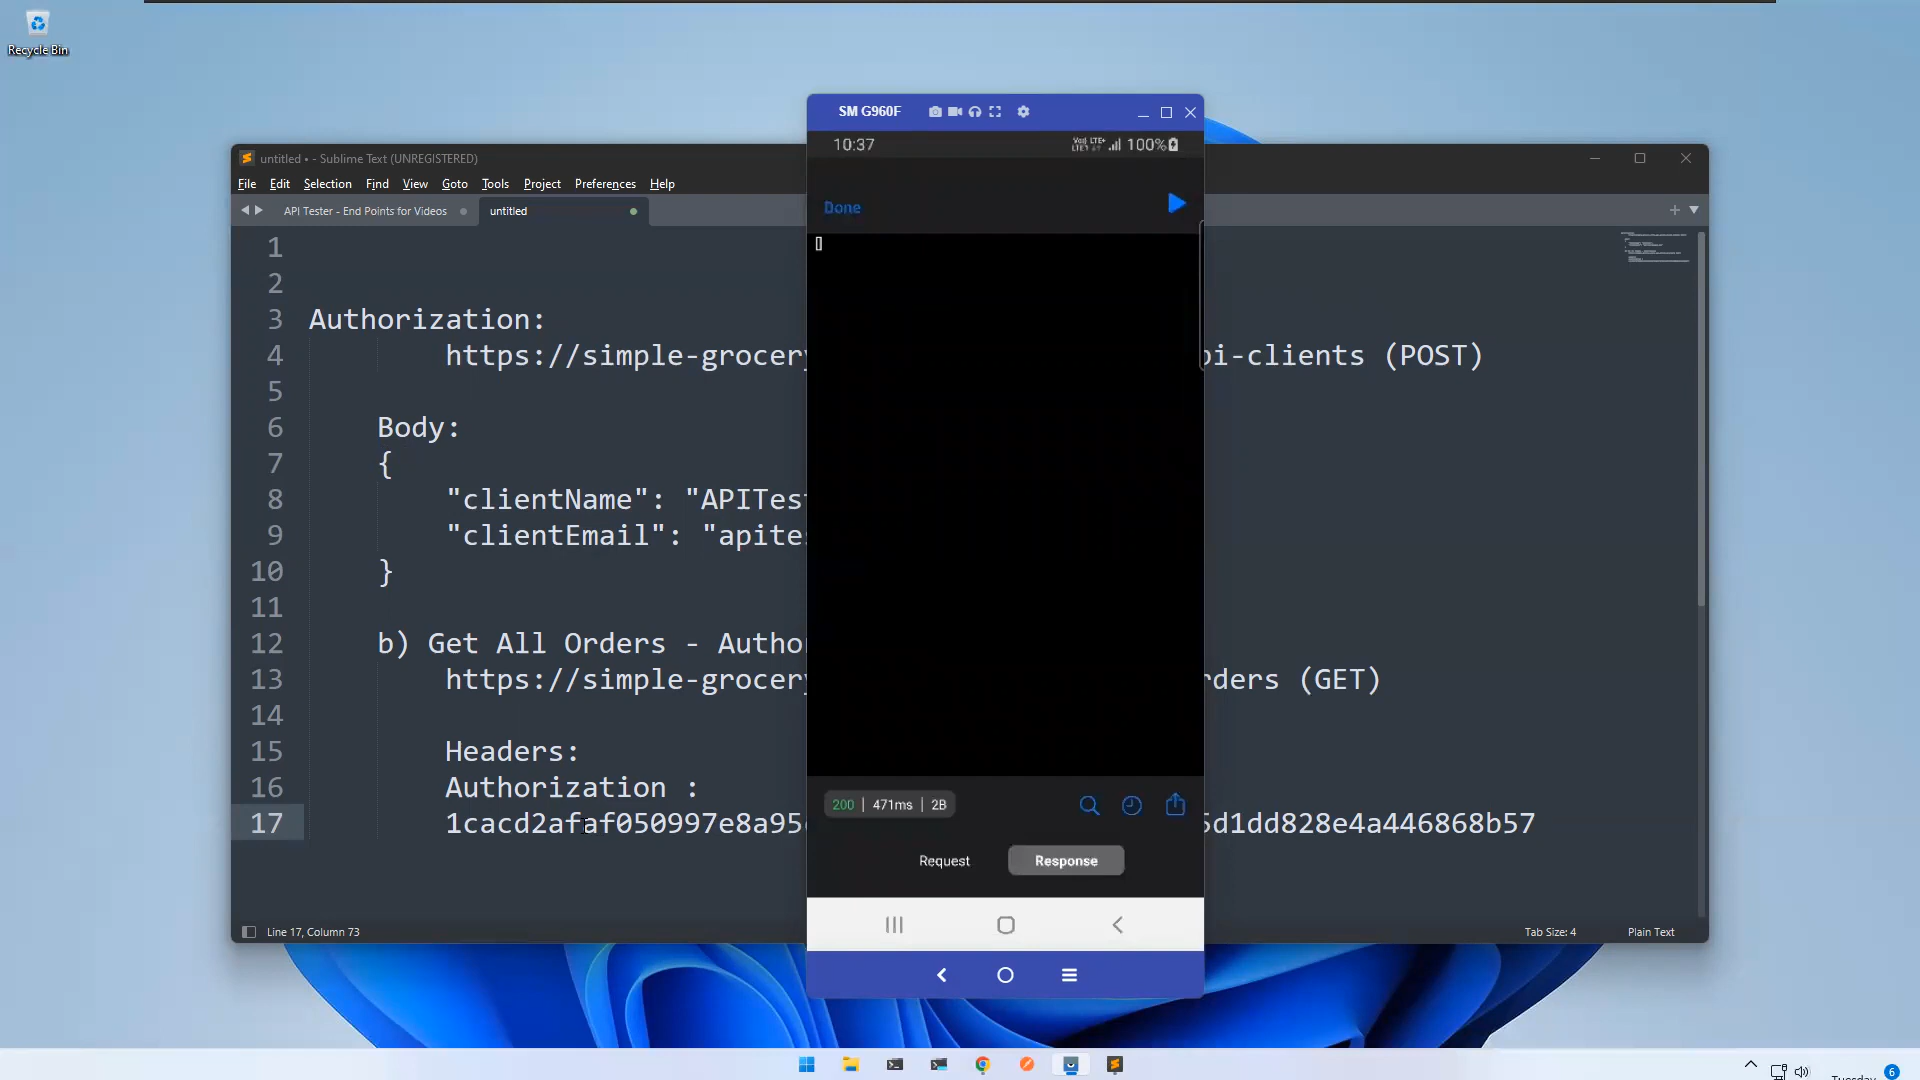 Recycle Bin
untitled • - Sublime Text (UNREGISTERED)
File Edit Selection Find View Goto Tools Project Preferences Help
API Tester - End Points for Videos
untitled
1
2
3 Authorization:
4 https://simple-grocery pi-clients (POST)
5
6 Body:
7 {
8 "clientName": "APITes
9 "clientEmail": "apite
10 }
11
12 b) Get All Orders - Autho
13 https://simple-grocery rders (GET)
14
15 Headers:
16 Authorization :
17 1cacd2afaf050997e8a95 5d1dd828e4a446868b57
Line 17, Column 73
Tab Size: 4
Plain Text
SM G960F
10:37
100%
Done
[]
200 | 471ms | 2B
Request
Response
Tuesday
6